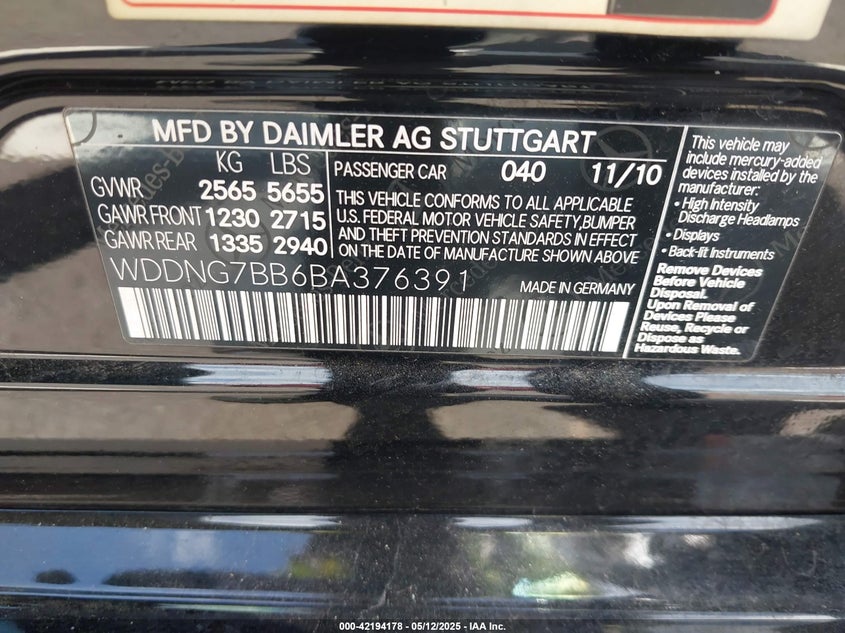 MFD BY DAIMLER AG STUTTGART
KG LBS
GVWR 2565 5655
GAWR FRONT 1230 2715
GAWR REAR 1335 2940
PASSENGER CAR 040 11/10
THIS VEHICLE CONFORMS TO ALL APPLICABLE
U.S. FEDERAL MOTOR VEHICLE SAFETY, BUMPER
AND THEFT PREVENTION STANDARDS IN EFFECT
ON THE DATE OF MANUFACTURE SHOWN ABOVE
WDDNG7BB6BA376391
MADE IN GERMANY
This vehicle may
include mercury-added
devices installed by the
manufacturer:
• High Intensity
Discharge Headlamps
• Displays
• Back-lit Instruments
Remove Devices
Before Vehicle
Disposal.
Upon Removal of
Devices Please
Reuse, Recycle or
Dispose as
Hazardous Waste.
000-42194178 - 05/12/2025 - IAA Inc.